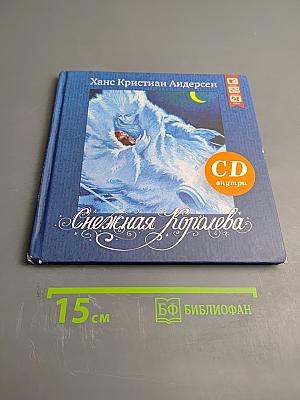 Ханс Кристиан Андерсен
CD
внутри
Снежная Королева
15 см
БФ БИБЛИОФАН